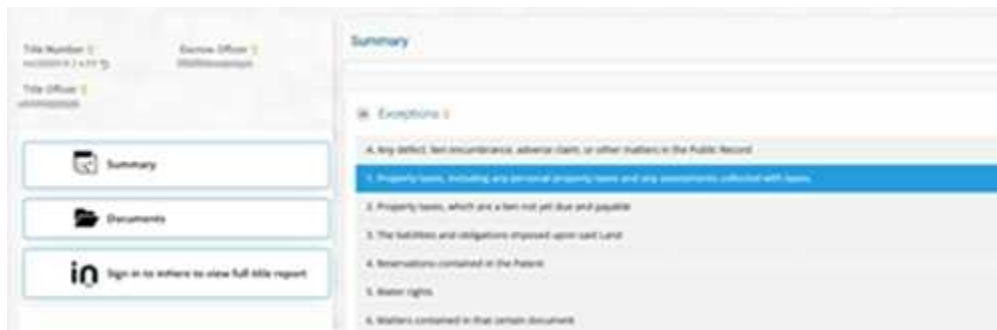 Title Number
Escrow Officer
Title Officer
Summary
Documents
Sign in to inHere to view full title report
Summary
Exceptions
A. Any defect, lien encumbrance, adverse claim, or other matters in the Public Record
1. Property taxes, including any personal property taxes and any assessments collected with taxes.
2. Property taxes, which are a lien not yet due and payable
3. The liabilities and obligations imposed upon said Land
4. Reservations contained in the Patent
5. Water rights
6. Matters contained in that certain document